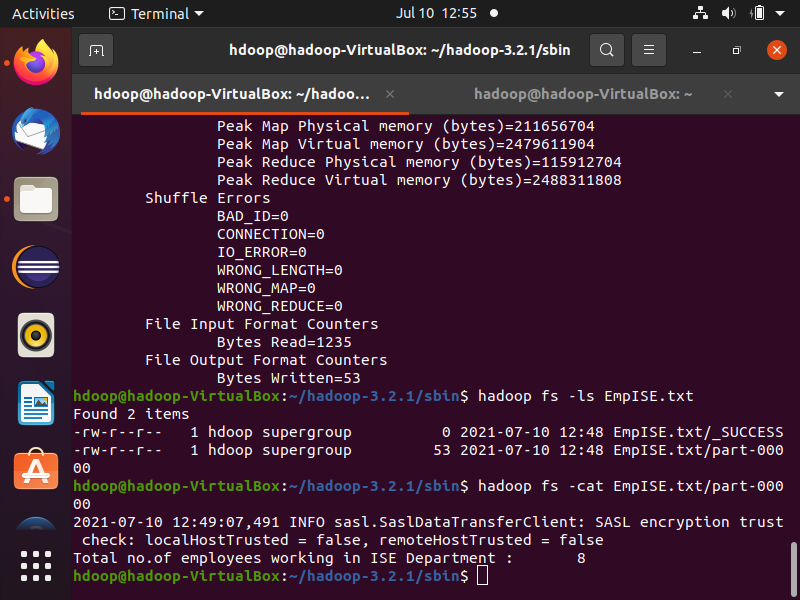 Activities Terminal Jul 10 12:55
hdoop@hadoop-VirtualBox: ~/hadoop-3.2.1/sbin
hdoop@hadoop-VirtualBox: ~/hadoo... hdoop@hadoop-VirtualBox: ~
Peak Map Physical memory (bytes)=211656704
Peak Map Virtual memory (bytes)=2479611904
Peak Reduce Physical memory (bytes)=115912704
Peak Reduce Virtual memory (bytes)=2488311808
Shuffle Errors
BAD_ID=0
CONNECTION=0
IO_ERROR=0
WRONG_LENGTH=0
WRONG_MAP=0
WRONG_REDUCE=0
File Input Format Counters
Bytes Read=1235
File Output Format Counters
Bytes Written=53
hdoop@hadoop-VirtualBox:~/hadoop-3.2.1/sbin$ hadoop fs -ls EmpISE.txt
Found 2 items
-rw-r--r--   1 hdoop supergroup          0 2021-07-10 12:48 EmpISE.txt/_SUCCESS
-rw-r--r--   1 hdoop supergroup         53 2021-07-10 12:48 EmpISE.txt/part-000
00
hdoop@hadoop-VirtualBox:~/hadoop-3.2.1/sbin$ hadoop fs -cat EmpISE.txt/part-000
00
2021-07-10 12:49:07,491 INFO sasl.SaslDataTransferClient: SASL encryption trust
check: localHostTrusted = false, remoteHostTrusted = false
Total no.of employees working in ISE Department :       8
hdoop@hadoop-VirtualBox:~/hadoop-3.2.1/sbin$